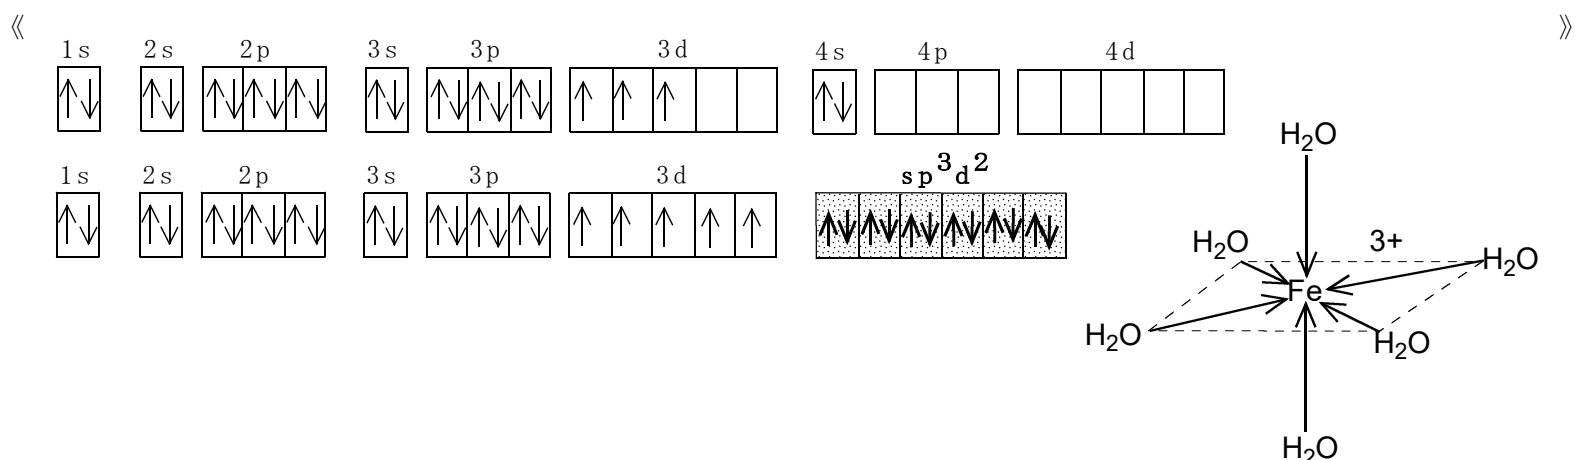 《 》
1s 2s 2p 3s 3p 3d 4s 4p 4d
1s 2s 2p 3s 3p 3d sp³d²
H₂O
H₂O 3+ H₂O
Fe
H₂O H₂O
H₂O